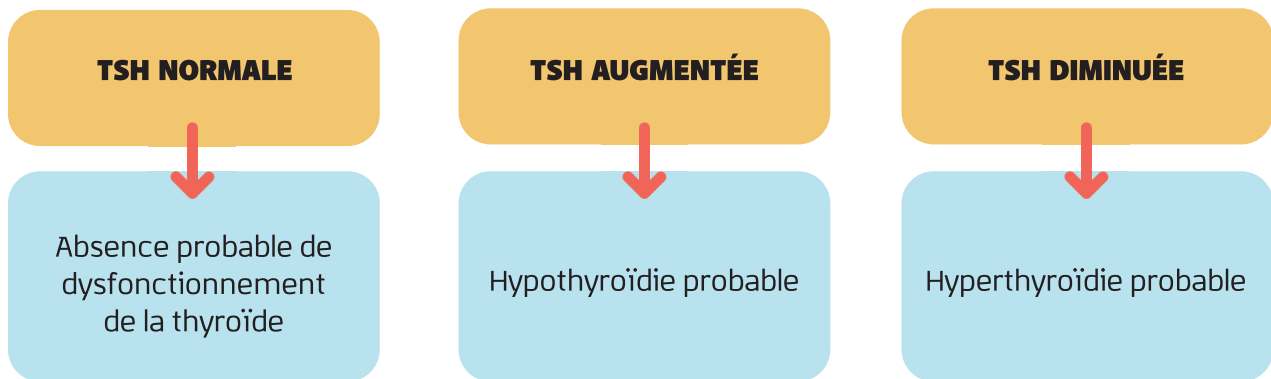 TSH NORMALE
TSH AUGMENTÉE
TSH DIMINUÉE
Absence probable de
dysfonctionnement
de la thyroïde
Hypothyroïdie probable
Hyperthyroïdie probable